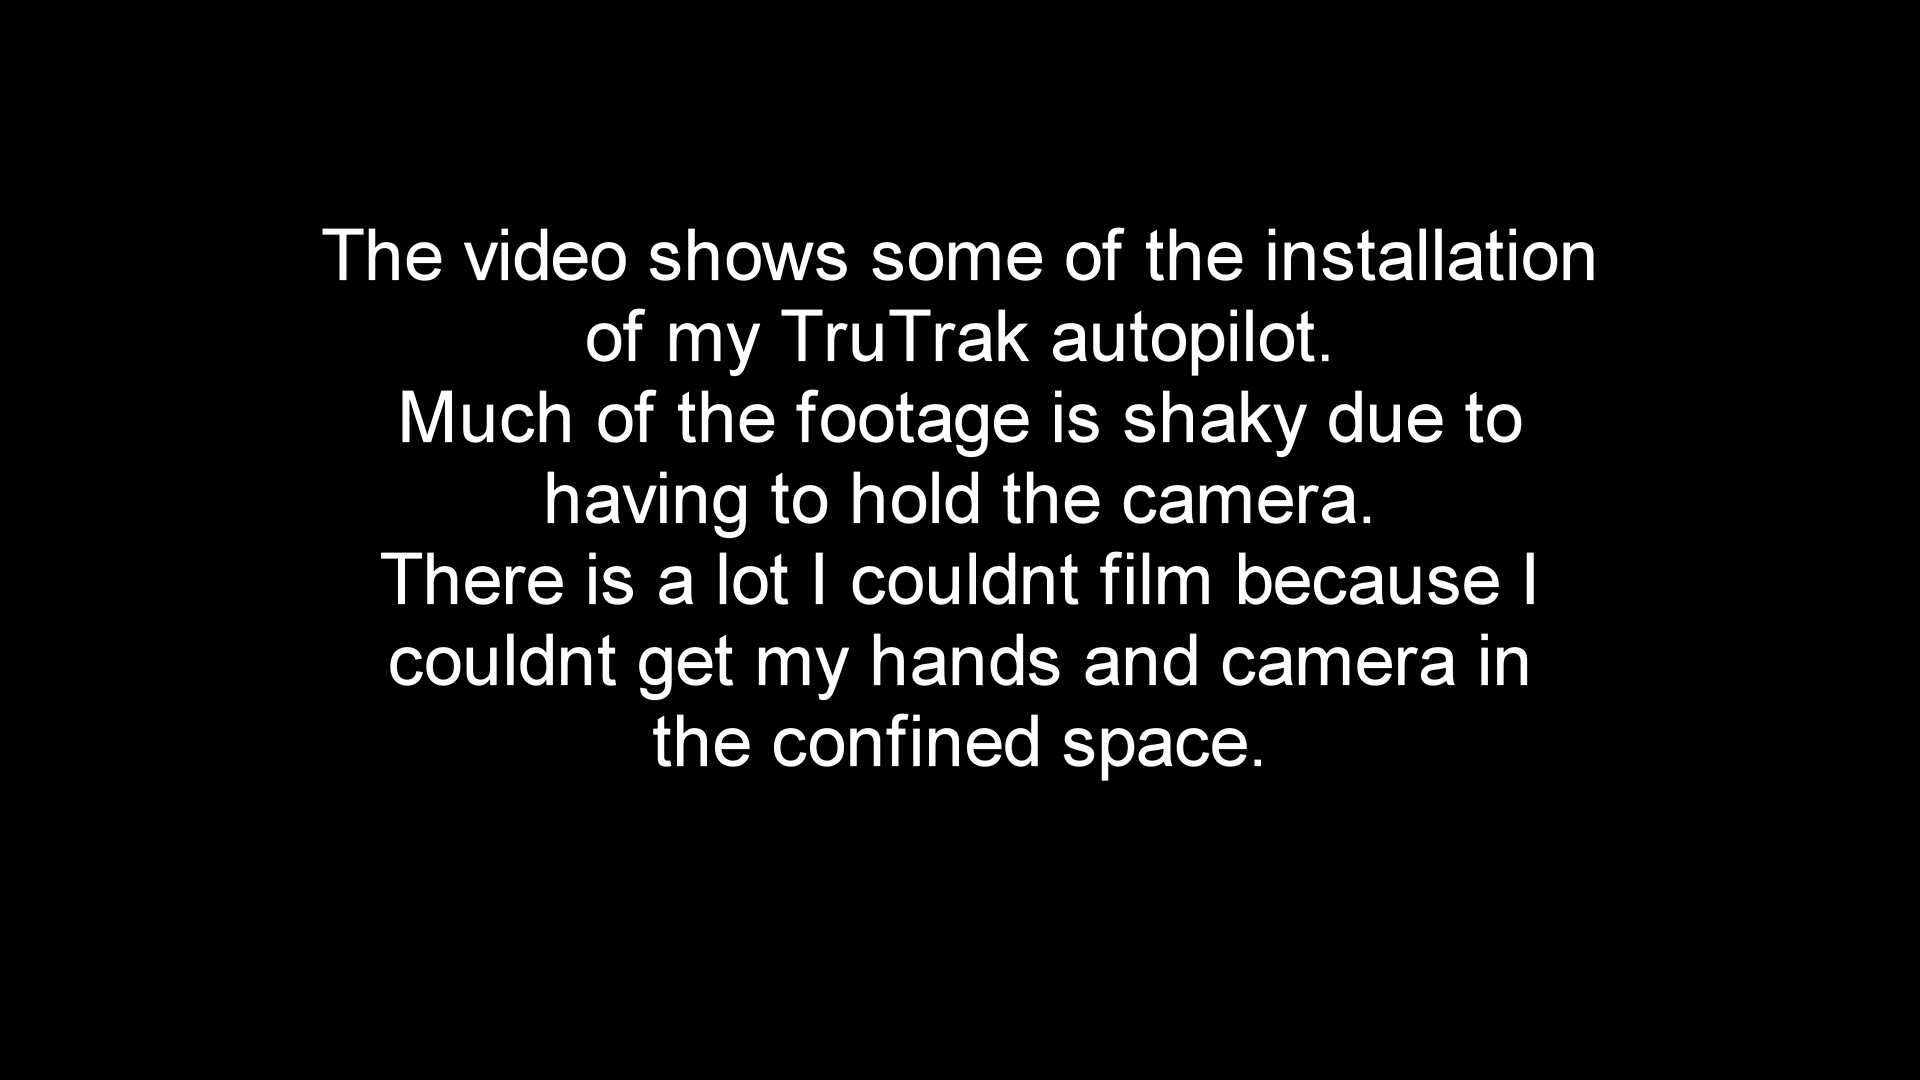 The video shows some of the installation
of my TruTrak autopilot.
Much of the footage is shaky due to
having to hold the camera.
There is a lot I couldnt film because I
couldnt get my hands and camera in
the confined space.